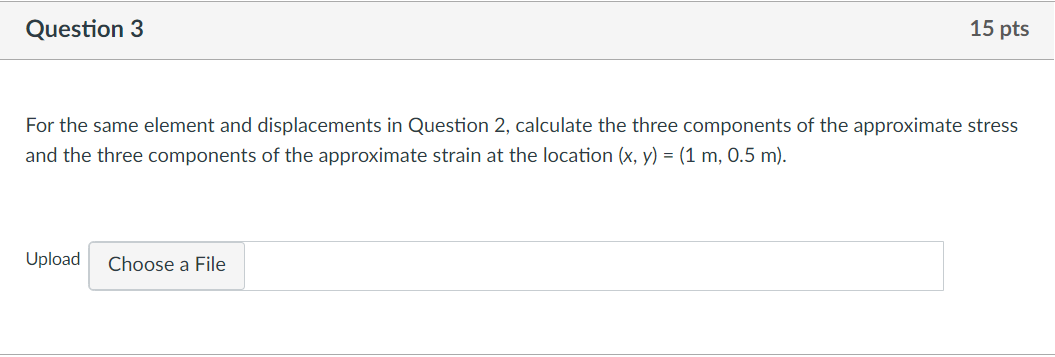 Question 3
15 pts
For the same element and displacements in Question 2, calculate the three components of the approximate stress
and the three components of the approximate strain at the location (x, y) = (1 m, 0.5 m).
Upload
Choose a File